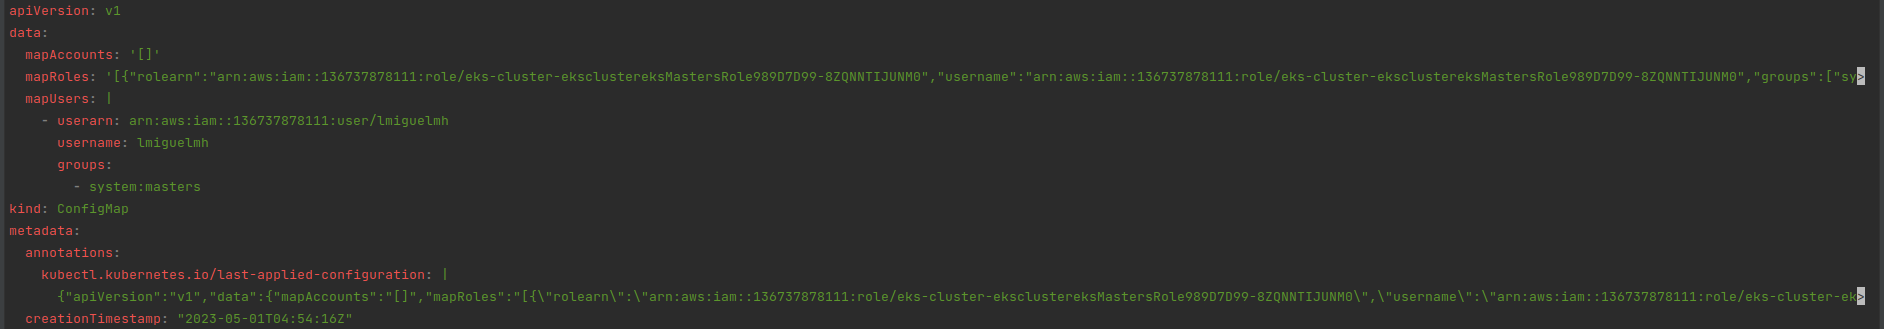 apiVersion: v1
data:
  mapAccounts: '[]'
  mapRoles: '[{"rolearn":"arn:aws:iam::136737878111:role/eks-cluster-eksclustereksMastersRole989D7D99-8ZQNNTIJUNM0","username":"arn:aws:iam::136737878111:role/eks-cluster-eksclustereksMastersRole989D7D99-8ZQNNTIJUNM0","groups":["sy>
  mapUsers: |
    - userarn: arn:aws:iam::136737878111:user/lmiguelmh
      username: lmiguelmh
      groups:
        - system:masters
kind: ConfigMap
metadata:
  annotations:
    kubectl.kubernetes.io/last-applied-configuration: |
      {"apiVersion":"v1","data":{"mapAccounts":"[]","mapRoles":"[{\"rolearn\":\"arn:aws:iam::136737878111:role/eks-cluster-eksclustereksMastersRole989D7D99-8ZQNNTIJUNM0\",\"username\":\"arn:aws:iam::136737878111:role/eks-cluster-ek>
  creationTimestamp: "2023-05-01T04:54:16Z"